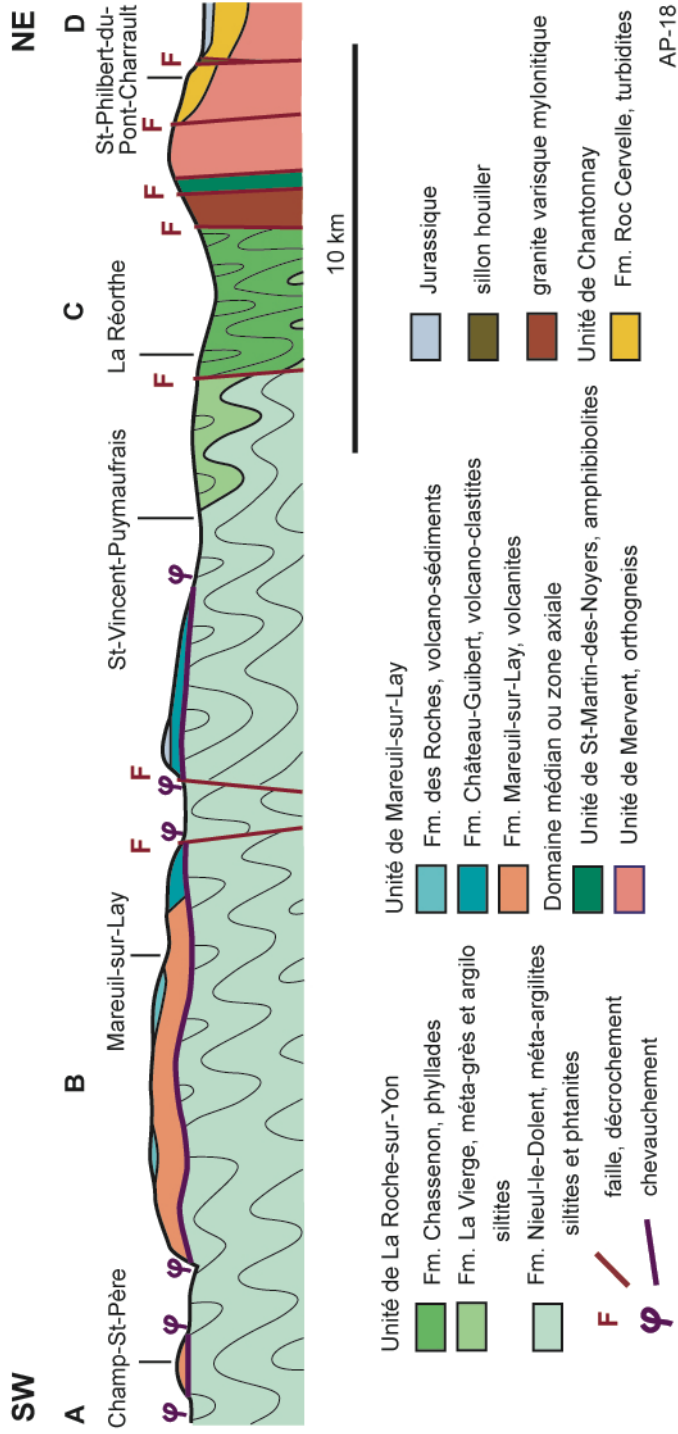 SW
NE
A
B
C
D
Champ-St-Père
Mareuil-sur-Lay
St-Vincent-Puymaufrais
La Réorthe
St-Philbert-du-
Pont-Charrault
φ
φ
φ
φ
F
φ
F
φ
F
F
F
F
F
10 km
Unité de La Roche-sur-Yon
Fm. Chassenon, phyllades
Fm. La Vierge, méta-grès et argilo
siltites
Fm. Nieul-le-Dolent, méta-argilites
siltites et phtanites
F faille, décrochement
φ chevauchement
Unité de Mareuil-sur-Lay
Fm. des Roches, volcano-sédiments
Fm. Château-Guibert, volcano-clastites
Fm. Mareuil-sur-Lay, volcanites
Domaine médian ou zone axiale
Unité de St-Martin-des-Noyers, amphibibolites
Unité de Mervent, orthogneiss
Jurassique
sillon houiller
granite varisque mylonitique
Unité de Chantonnay
Fm. Roc Cervelle, turbidites
AP-18